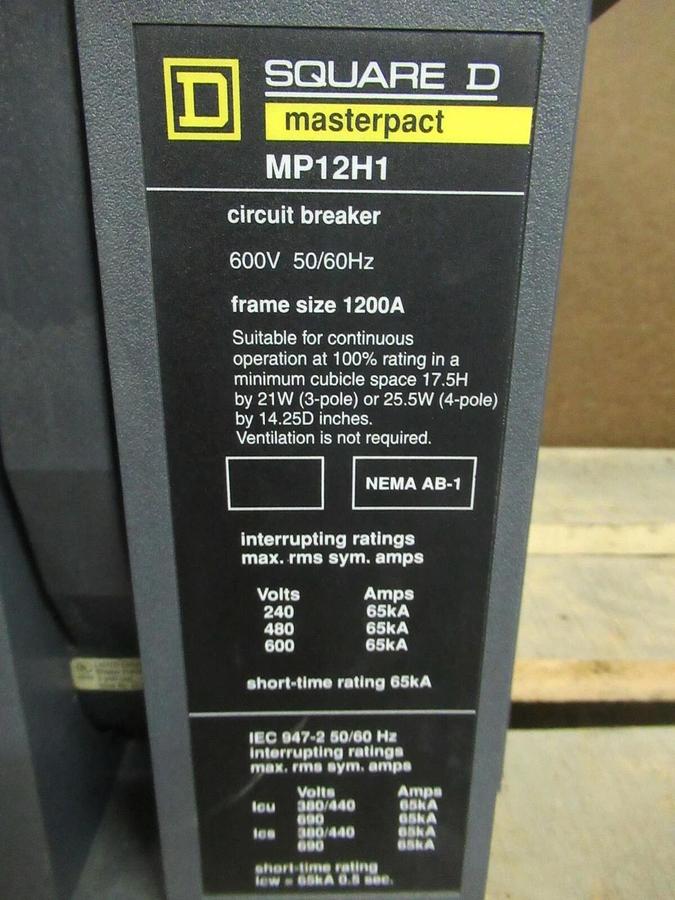 D SQUARE D
masterpact
MP12H1
circuit breaker
600V 50/60Hz
frame size 1200A
Suitable for continuous
operation at 100% rating in a
minimum cubicle space 17.5H
by 21W (3-pole) or 25.5W (4-pole)
by 14.25D inches.
Ventilation is not required.
NEMA AB-1
interrupting ratings
max. rms sym. amps
Volts Amps
240 65kA
480 65kA
600 65kA
short-time rating 65kA
IEC 947-2 50/60 Hz
interrupting ratings
max. rms sym. amps
Volts Amps
Icu 380/440 65kA
690 65kA
Ics 380/440 65kA
690 65kA
short-time rating
Icw = 65kA 0.5 sec.